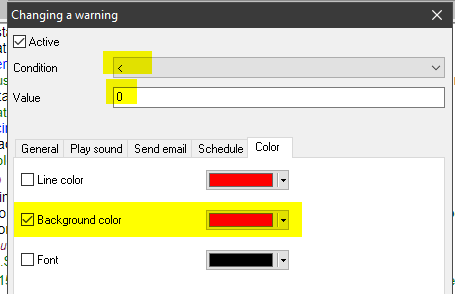 Changing a warning
Active
Condition <
Value 0
General Play sound Send email Schedule Color
Line color
Background color
Font